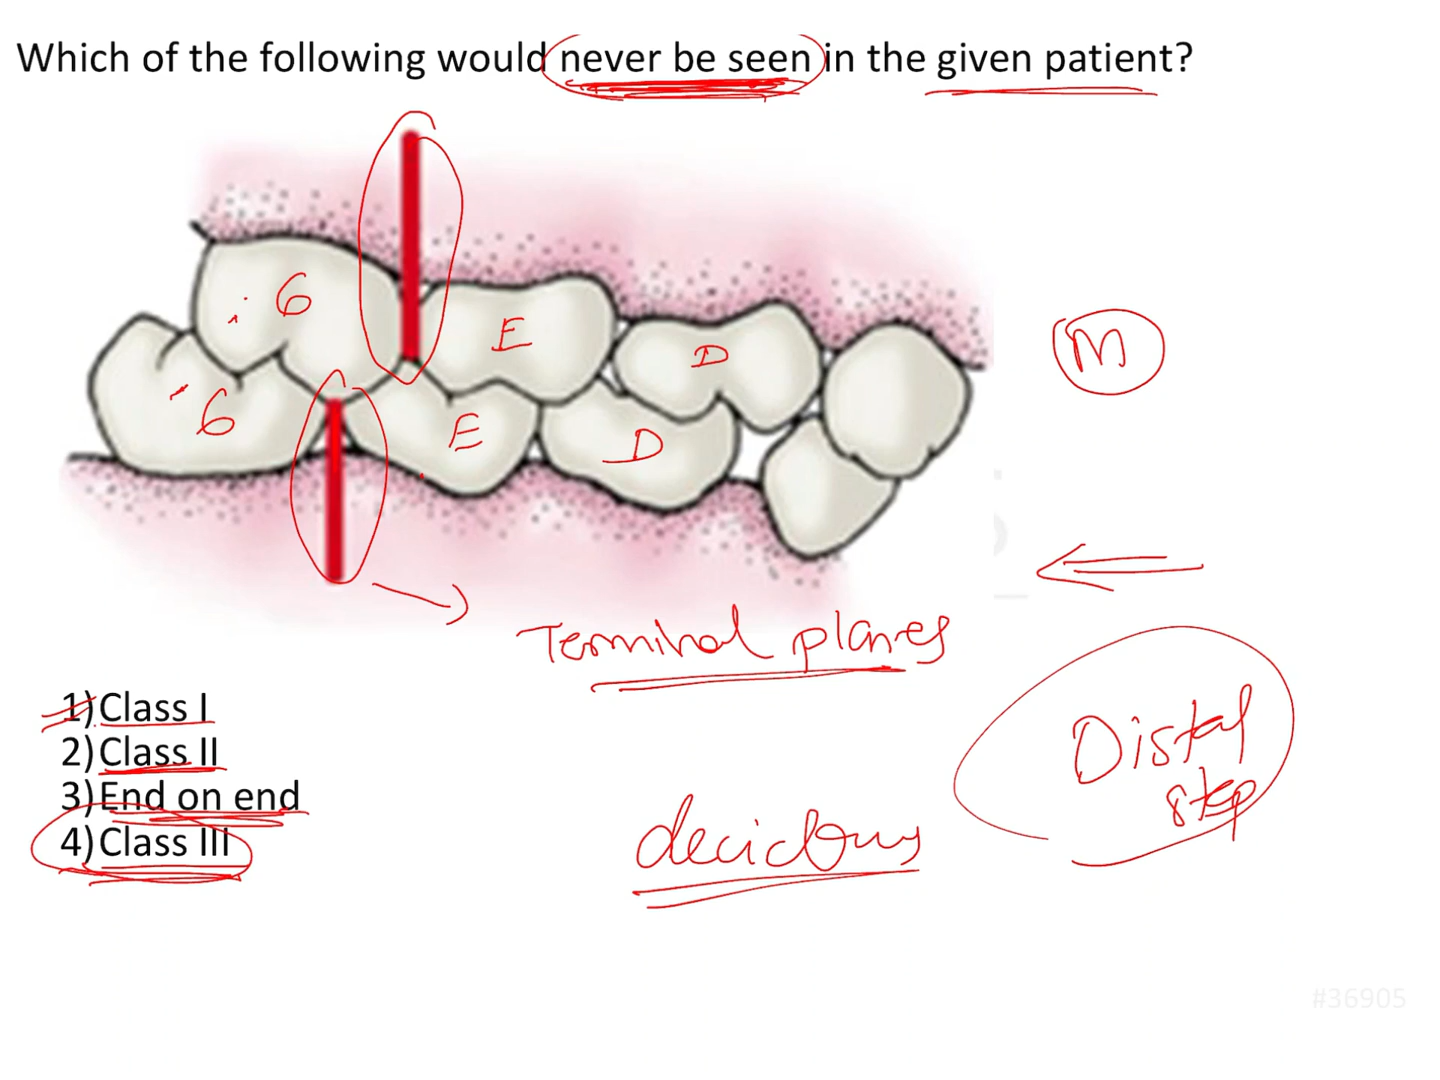 Which of the following would never be seen in the given patient?
6
E
D
M
6
E
D
Terminal planes
1)Class I
2)Class II
3)End on end
4)Class III
Distal
step
deciduous
#36905